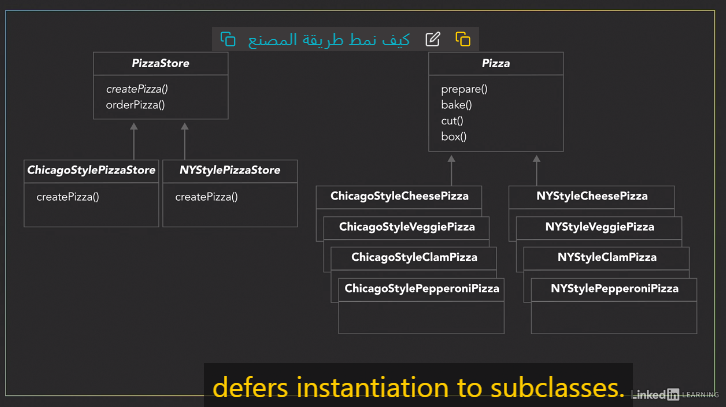 كيف نمط طريقة المصنع
PizzaStore
createPizza()
orderPizza()
ChicagoStylePizzaStore
createPizza()
NYStylePizzaStore
createPizza()
Pizza
prepare()
bake()
cut()
box()
ChicagoStyleCheesePizza
ChicagoStyleVeggiePizza
ChicagoStyleClamPizza
ChicagoStylePepperoniPizza
NYStyleCheesePizza
NYStyleVeggiePizza
NYStyleClamPizza
NYStylePepperoniPizza
defers instantiation to subclasses.
Linked in LEARNING